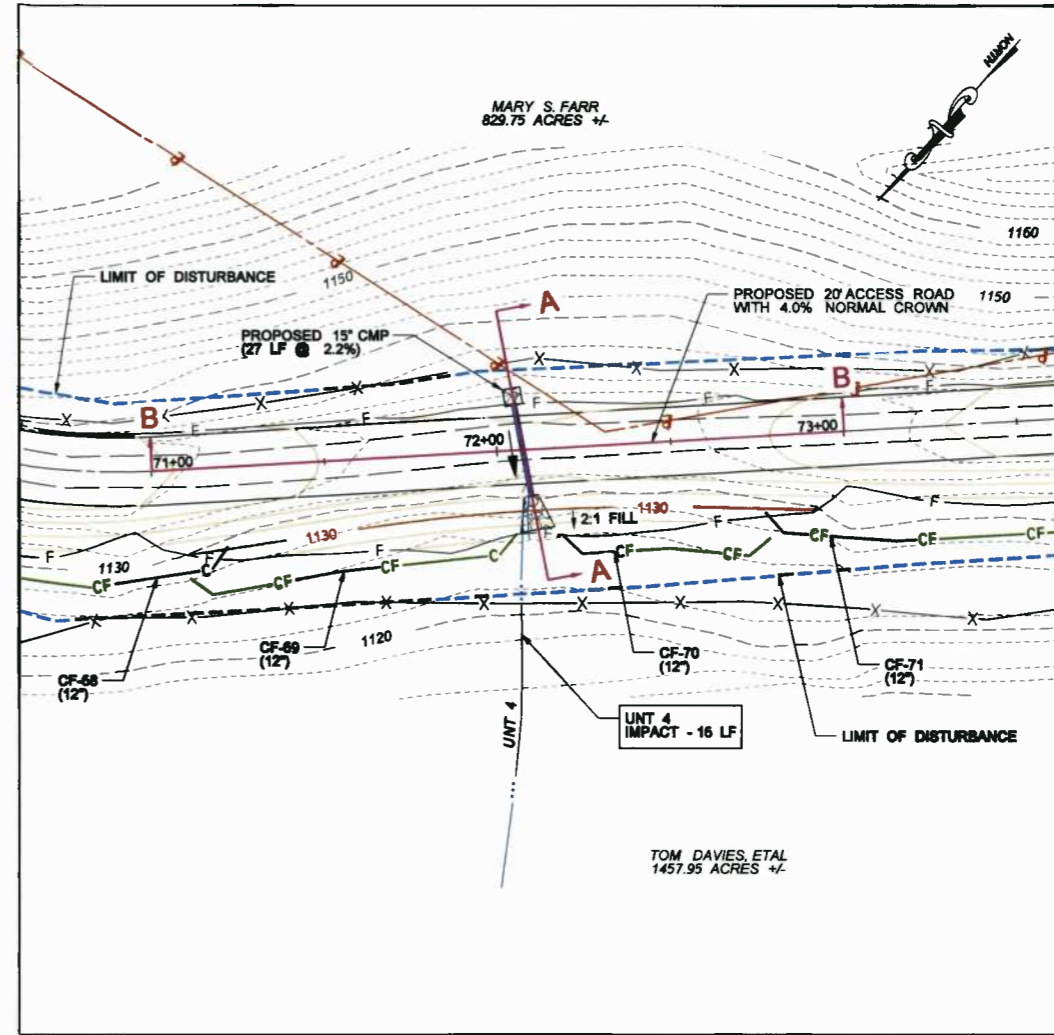 NORTH
MARY S. FARR
829.75 ACRES +/-
1160
LIMIT OF DISTURBANCE
1150
PROPOSED 20' ACCESS ROAD
WITH 4.0% NORMAL CROWN
1150
A
PROPOSED 15" CMP
(27 LF @ 2.2%)
X
X
X
X
X
X
X
B
B
F
F
F
F
72+00
73+00
71+00
F
1130
1130
2:1 FILL
F
F
F
F
F
1130
C
C
CF
CF
CF
CF
CF
CF
CF
CF
A
X
X
X
X
X
X
X
X
X
X
1120
CF-68
(12")
CF-69
(12")
CF-70
(12")
CF-71
(12")
UNT 4
UNT 4
IMPACT - 16 LF
LIMIT OF DISTURBANCE
TOM DAVIES, ETAL
1457.95 ACRES +/-